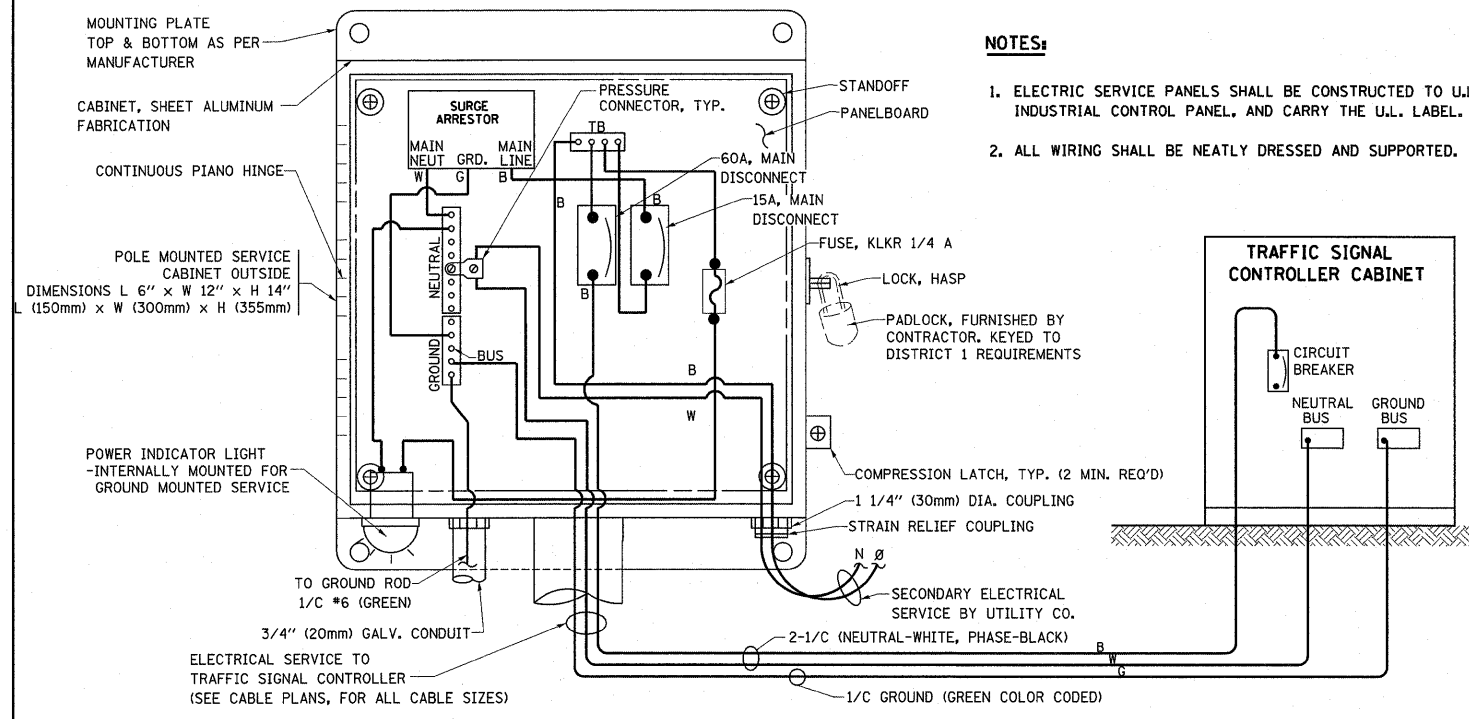 MOUNTING PLATE
TOP & BOTTOM AS PER
MANUFACTURER
CABINET, SHEET ALUMINUM
FABRICATION
CONTINUOUS PIANO HINGE
POLE MOUNTED SERVICE
CABINET OUTSIDE
DIMENSIONS L 6" x W 12" x H 14"
L (150mm) x W (300mm) x H (355mm)
POWER INDICATOR LIGHT
-INTERNALLY MOUNTED FOR
GROUND MOUNTED SERVICE
SURGE
ARRESTOR
MAIN
NEUT
GRD.
MAIN
LINE
W
G
B
PRESSURE
CONNECTOR, TYP.
TB
STANDOFF
PANELBOARD
60A, MAIN
DISCONNECT
15A, MAIN
DISCONNECT
B
B
B
FUSE, KLKR 1/4 A
LOCK, HASP
PADLOCK, FURNISHED BY
CONTRACTOR. KEYED TO
DISTRICT 1 REQUIREMENTS
NEUTRAL
GROUND
BUS
B
W
COMPRESSION LATCH, TYP. (2 MIN. REQ'D)
1 1/4" (30mm) DIA. COUPLING
STRAIN RELIEF COUPLING
N Ø
SECONDARY ELECTRICAL
SERVICE BY UTILITY CO.
TO GROUND ROD
1/C #6 (GREEN)
3/4" (20mm) GALV. CONDUIT
ELECTRICAL SERVICE TO
TRAFFIC SIGNAL CONTROLLER
(SEE CABLE PLANS, FOR ALL CABLE SIZES)
2-1/C (NEUTRAL-WHITE, PHASE-BLACK)
B
W
G
1/C GROUND (GREEN COLOR CODED)
NOTES:
1. ELECTRIC SERVICE PANELS SHALL BE CONSTRUCTED TO U.L
INDUSTRIAL CONTROL PANEL, AND CARRY THE U.L. LABEL.
2. ALL WIRING SHALL BE NEATLY DRESSED AND SUPPORTED.
TRAFFIC SIGNAL
CONTROLLER CABINET
CIRCUIT
BREAKER
NEUTRAL
BUS
GROUND
BUS